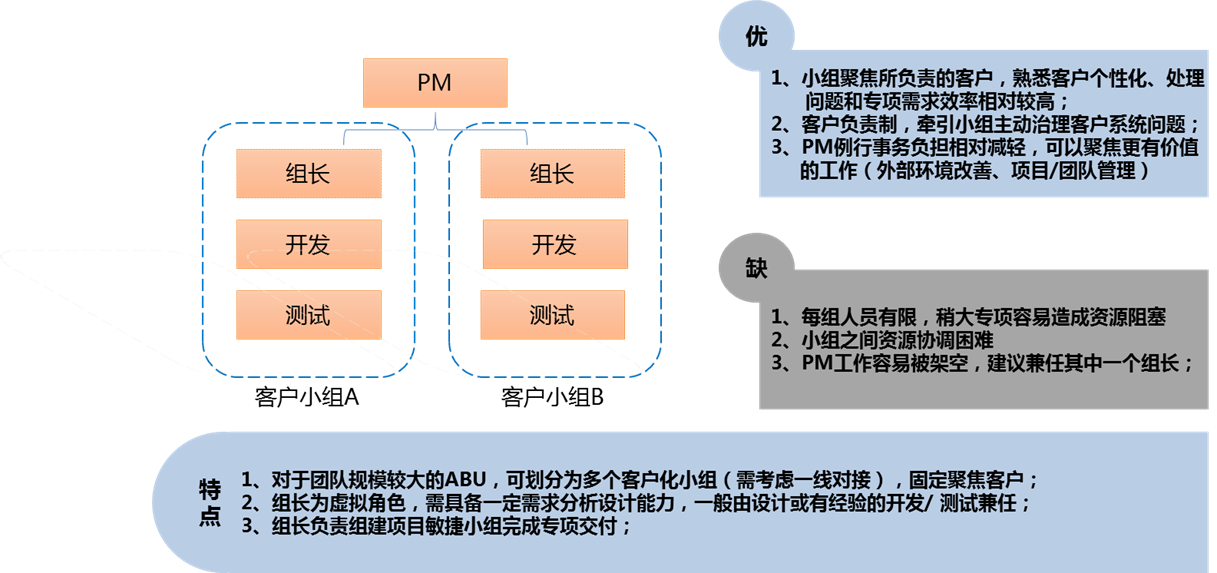 PM
组长
开发
测试
客户小组A
组长
开发
测试
客户小组B
优
1、小组聚焦所负责的客户，熟悉客户个性化、处理
问题和专项需求效率相对较高；
2、客户负责制，牵引小组主动治理客户系统问题；
3、PM例行事务负担相对减轻，可以聚焦更有价值
的工作（外部环境改善、项目/团队管理）
缺
1、每组人员有限，稍大专项容易造成资源阻塞
2、小组之间资源协调困难
3、PM工作容易被架空，建议兼任其中一个组长；
特点
1、对于团队规模较大的ABU，可划分为多个客户化小组（需考虑一线对接），固定聚焦客户；
2、组长为虚拟角色，需具备一定需求分析设计能力，一般由设计或有经验的开发/ 测试兼任；
3、组长负责组建项目敏捷小组完成专项交付；